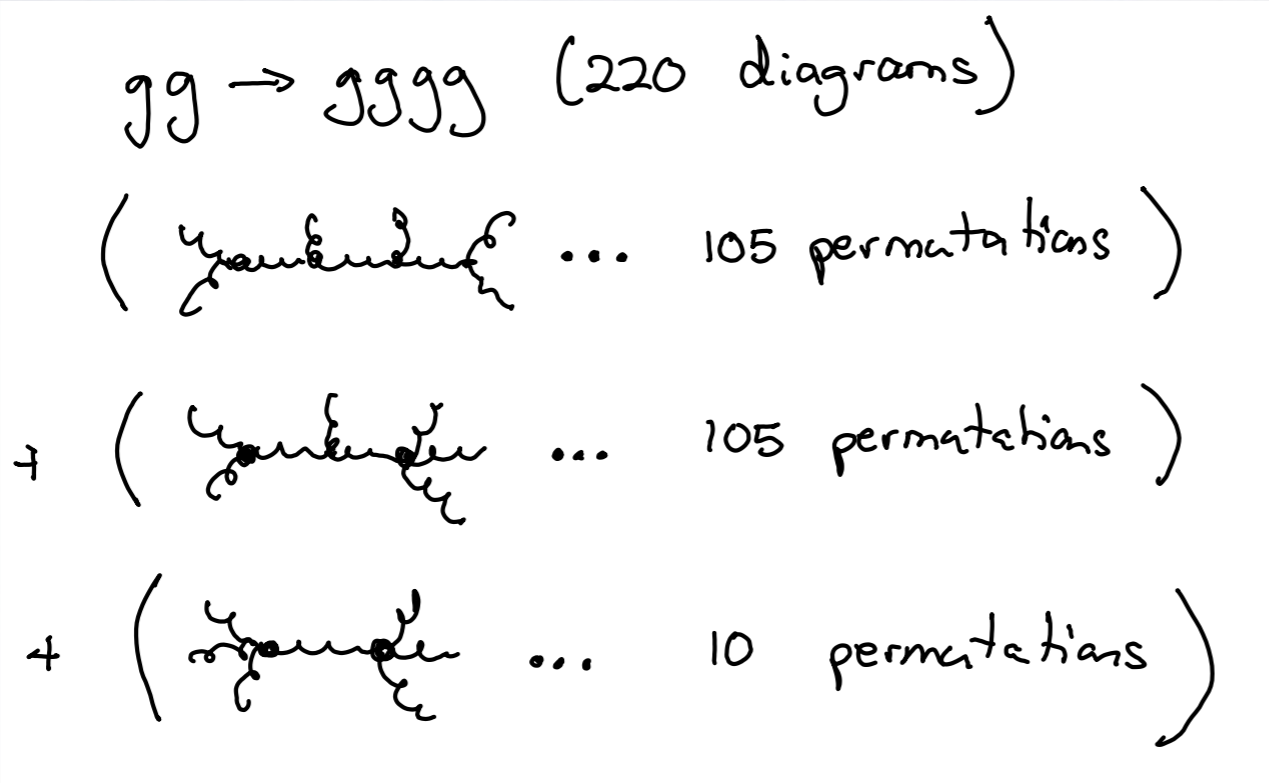 gg → gggg (220 diagrams)
( ... 105 permutations )
+ ( ... 105 permutations )
+ ( ... 10 permutations )